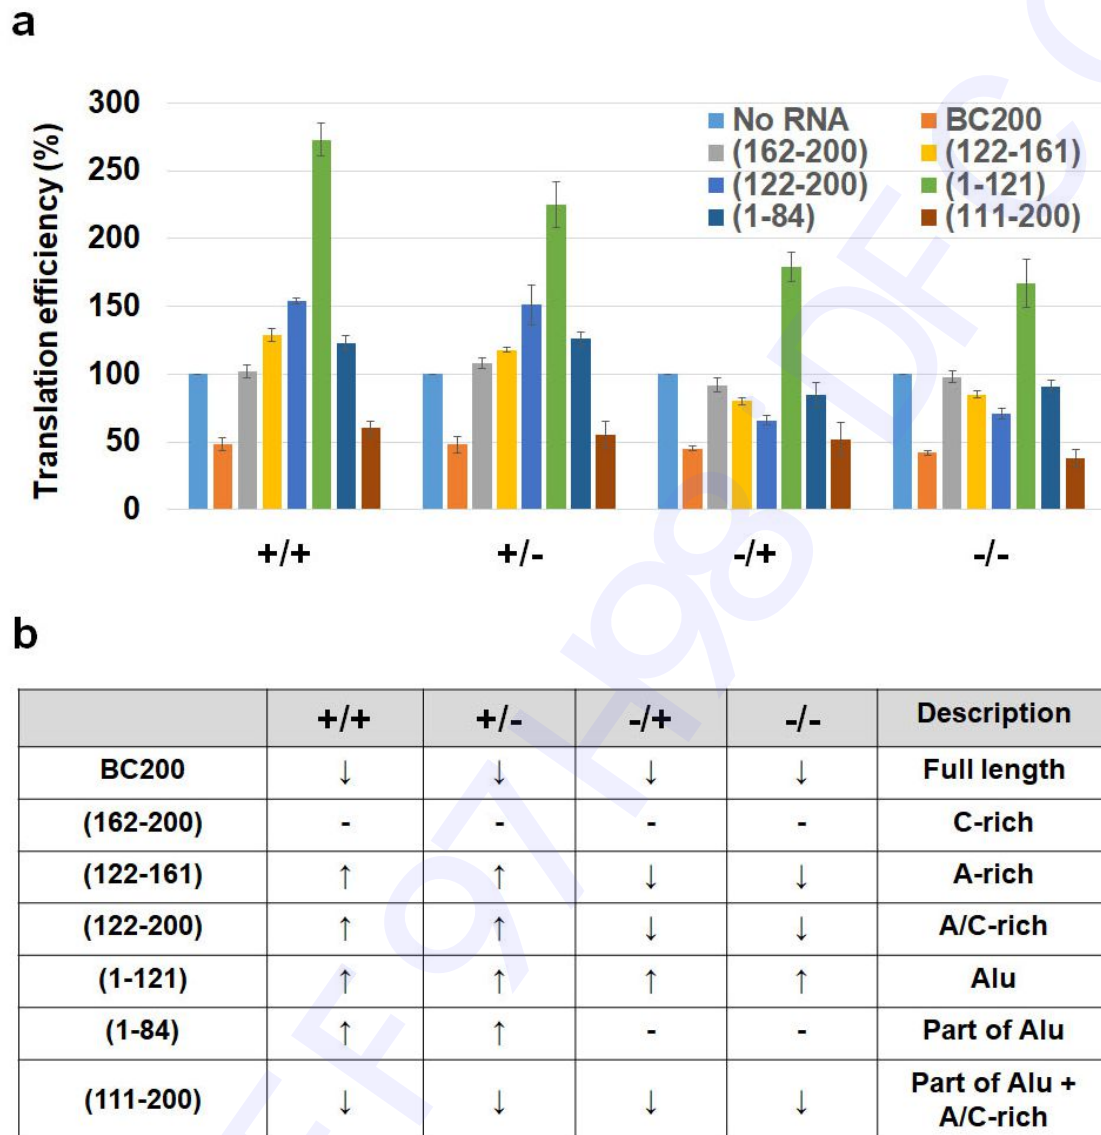 a
300
250
200
150
100
50
0
Translation efficiency (%)
No RNA BC200
(162-200) (122-161)
(122-200) (1-121)
(1-84) (111-200)
+/+ +/- -/+ -/-
b
+/+ +/- -/+ -/- Description
BC200 ↓ ↓ ↓ ↓ Full length
(162-200) - - - - C-rich
(122-161) ↑ ↑ ↓ ↓ A-rich
(122-200) ↑ ↑ ↓ ↓ A/C-rich
(1-121) ↑ ↑ ↑ ↑ Alu
(1-84) ↑ ↑ - - Part of Alu
(111-200) ↓ ↓ ↓ ↓ Part of Alu +
A/C-rich